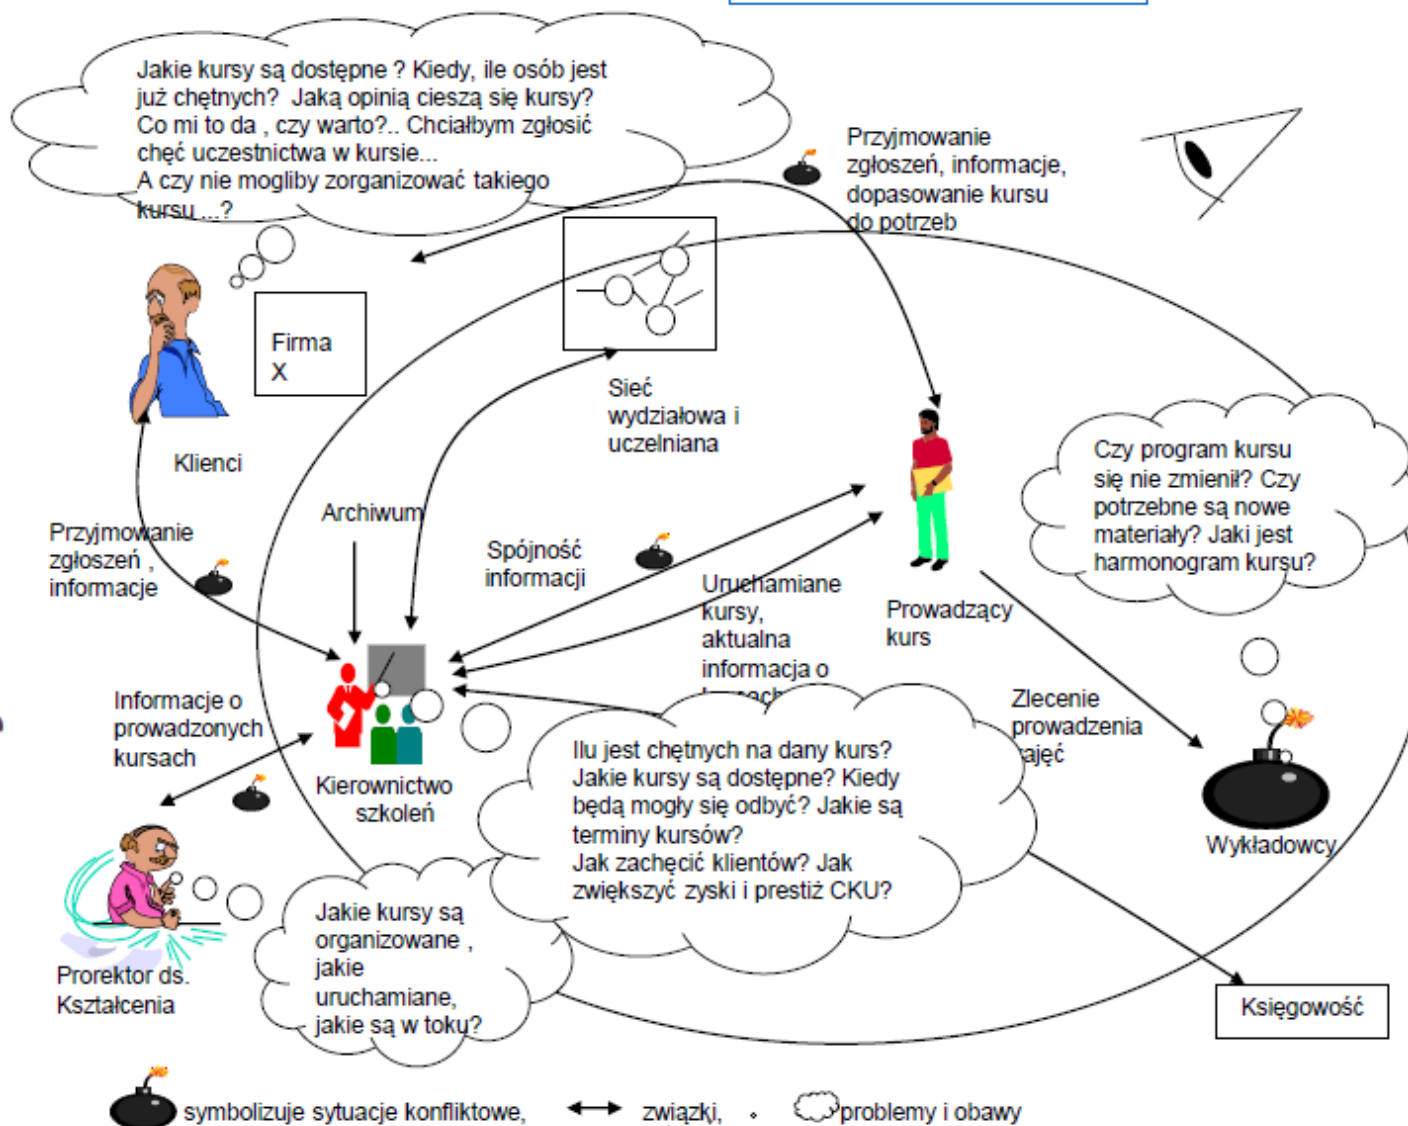 Jakie kursy są dostępne ? Kiedy, ile osób jest
już chętnych? Jaką opinią cieszą się kursy?
Co mi to da , czy warto?.. Chciałbym zgłosić
chęć uczestnictwa w kursie...
A czy nie mogliby zorganizować takiego
kursu ...?
Przyjmowanie
zgłoszeń, informacje,
dopasowanie kursu
do potrzeb
Firma
X
Klienci
Sieć
wydziałowa i
uczelniana
Czy program kursu
się nie zmienił? Czy
potrzebne są nowe
materiały? Jaki jest
harmonogram kursu?
Archiwum
Przyjmowanie
zgłoszeń ,
informacje
Spójność
informacji
Uruchamiane
kursy,
aktualna
informacja o
Prowadzący
kurs
Informacje o
prowadzonych
kursach
Kierownictwo
szkoleń
Zlecenie
prowadzenia
zajęć
Ilu jest chętnych na dany kurs?
Jakie kursy są dostępne? Kiedy
będą mogły się odbyć? Jakie są
terminy kursów?
Jak zachęcić klientów? Jak
zwiększyć zyski i prestiż CKU?
Wykładowcy
Jakie kursy są
organizowane ,
jakie
uruchamiane,
jakie są w toku?
Prorektor ds.
Kształcenia
Księgowość
symbolizuje sytuacje konfliktowe, związki, problemy i obawy